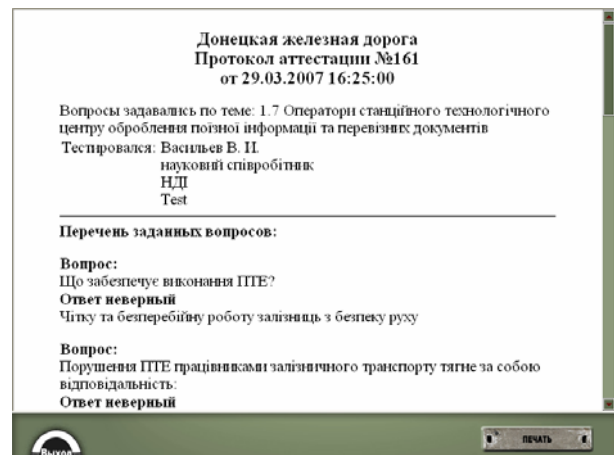 Донецкая железная дорога
Протокол аттестации №161
от 29.03.2007 16:25:00
Вопросы задавались по теме: 1.7 Оператори станційного технологічного
центру оброблення поїзної інформації та перевізних документів
Тестировался: Васильев В. И.
науковий співробітник
НДІ
Test
Перечень заданных вопросов:
Вопрос:
Що забезпечує виконання ПТЕ?
Ответ неверный
Чітку та безперебійну роботу залізниць з безпеку руху
Вопрос:
Порушення ПТЕ працівниками залізничного транспорту тягне за собою
відповідальність:
Ответ неверный
Выход
ПЕЧАТЬ